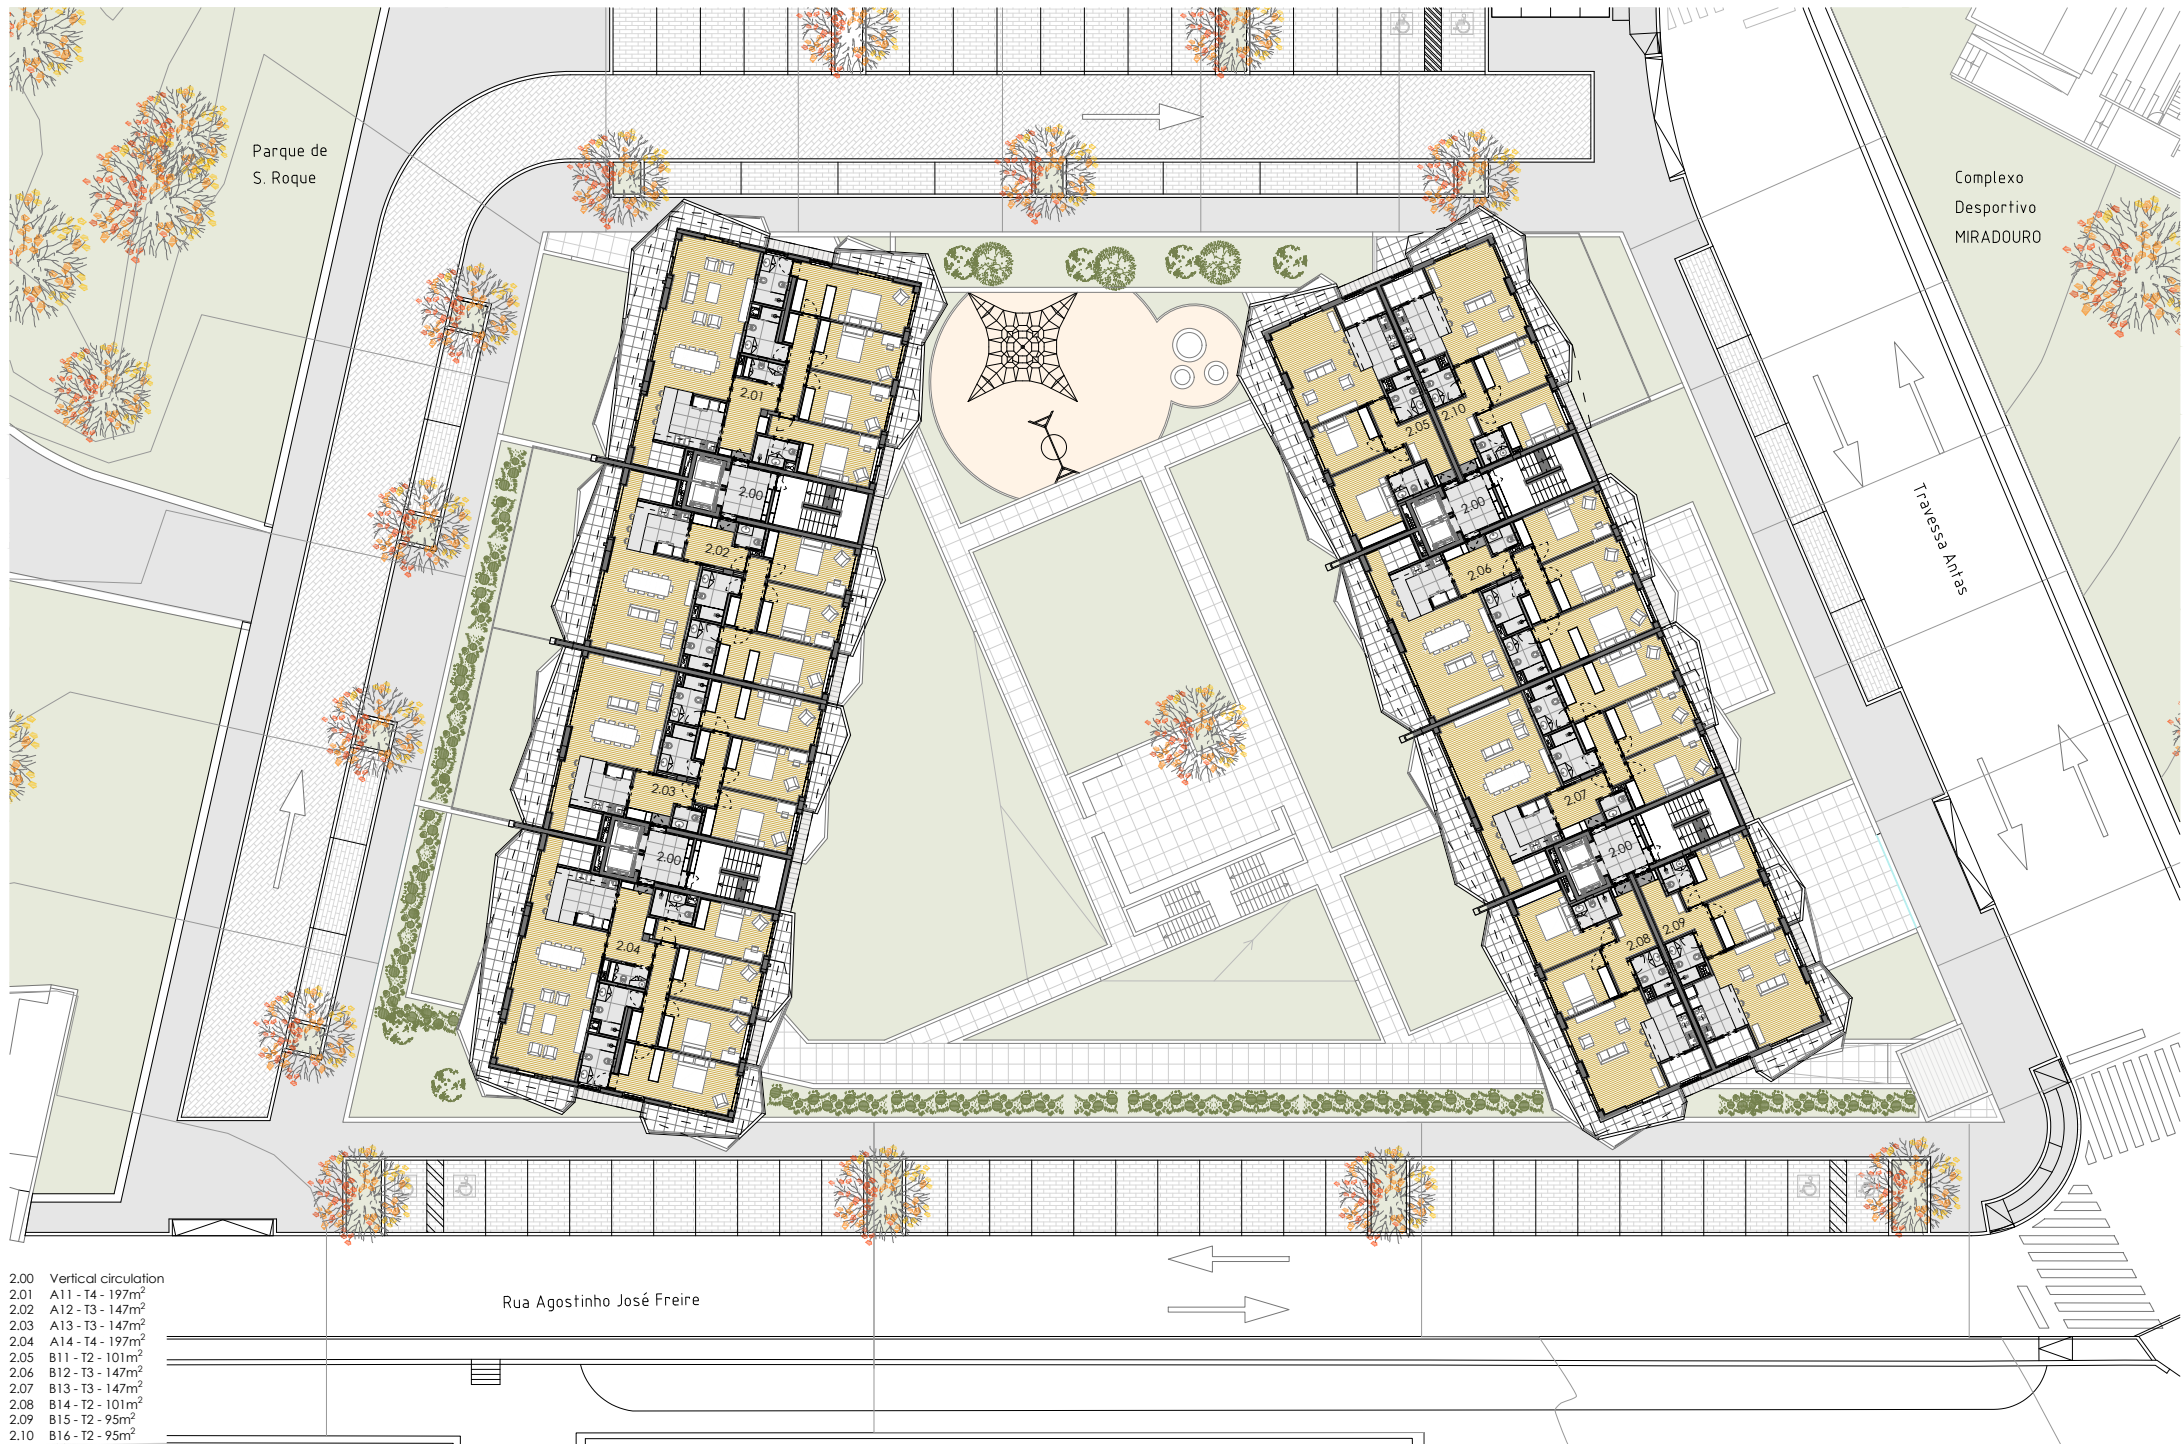 Parque de
S. Roque
Complexo
Desportivo
MIRADOURO
Travessa Antas
2.01
2.00
2.02
2.03
2.00
2.04
2.05
2.10
2.00
2.06
2.07
2.00
2.08
2.09
Rua Agostinho José Freire
2.00 Vertical circulation
2.01 A11 - T4 - 197m²
2.02 A12 - T3 - 147m²
2.03 A13 - T3 - 147m²
2.04 A14 - T4 - 197m²
2.05 B11 - T2 - 101m²
2.06 B12 - T3 - 147m²
2.07 B13 - T3 - 147m²
2.08 B14 - T2 - 101m²
2.09 B15 - T2 - 95m²
2.10 B16 - T2 - 95m²